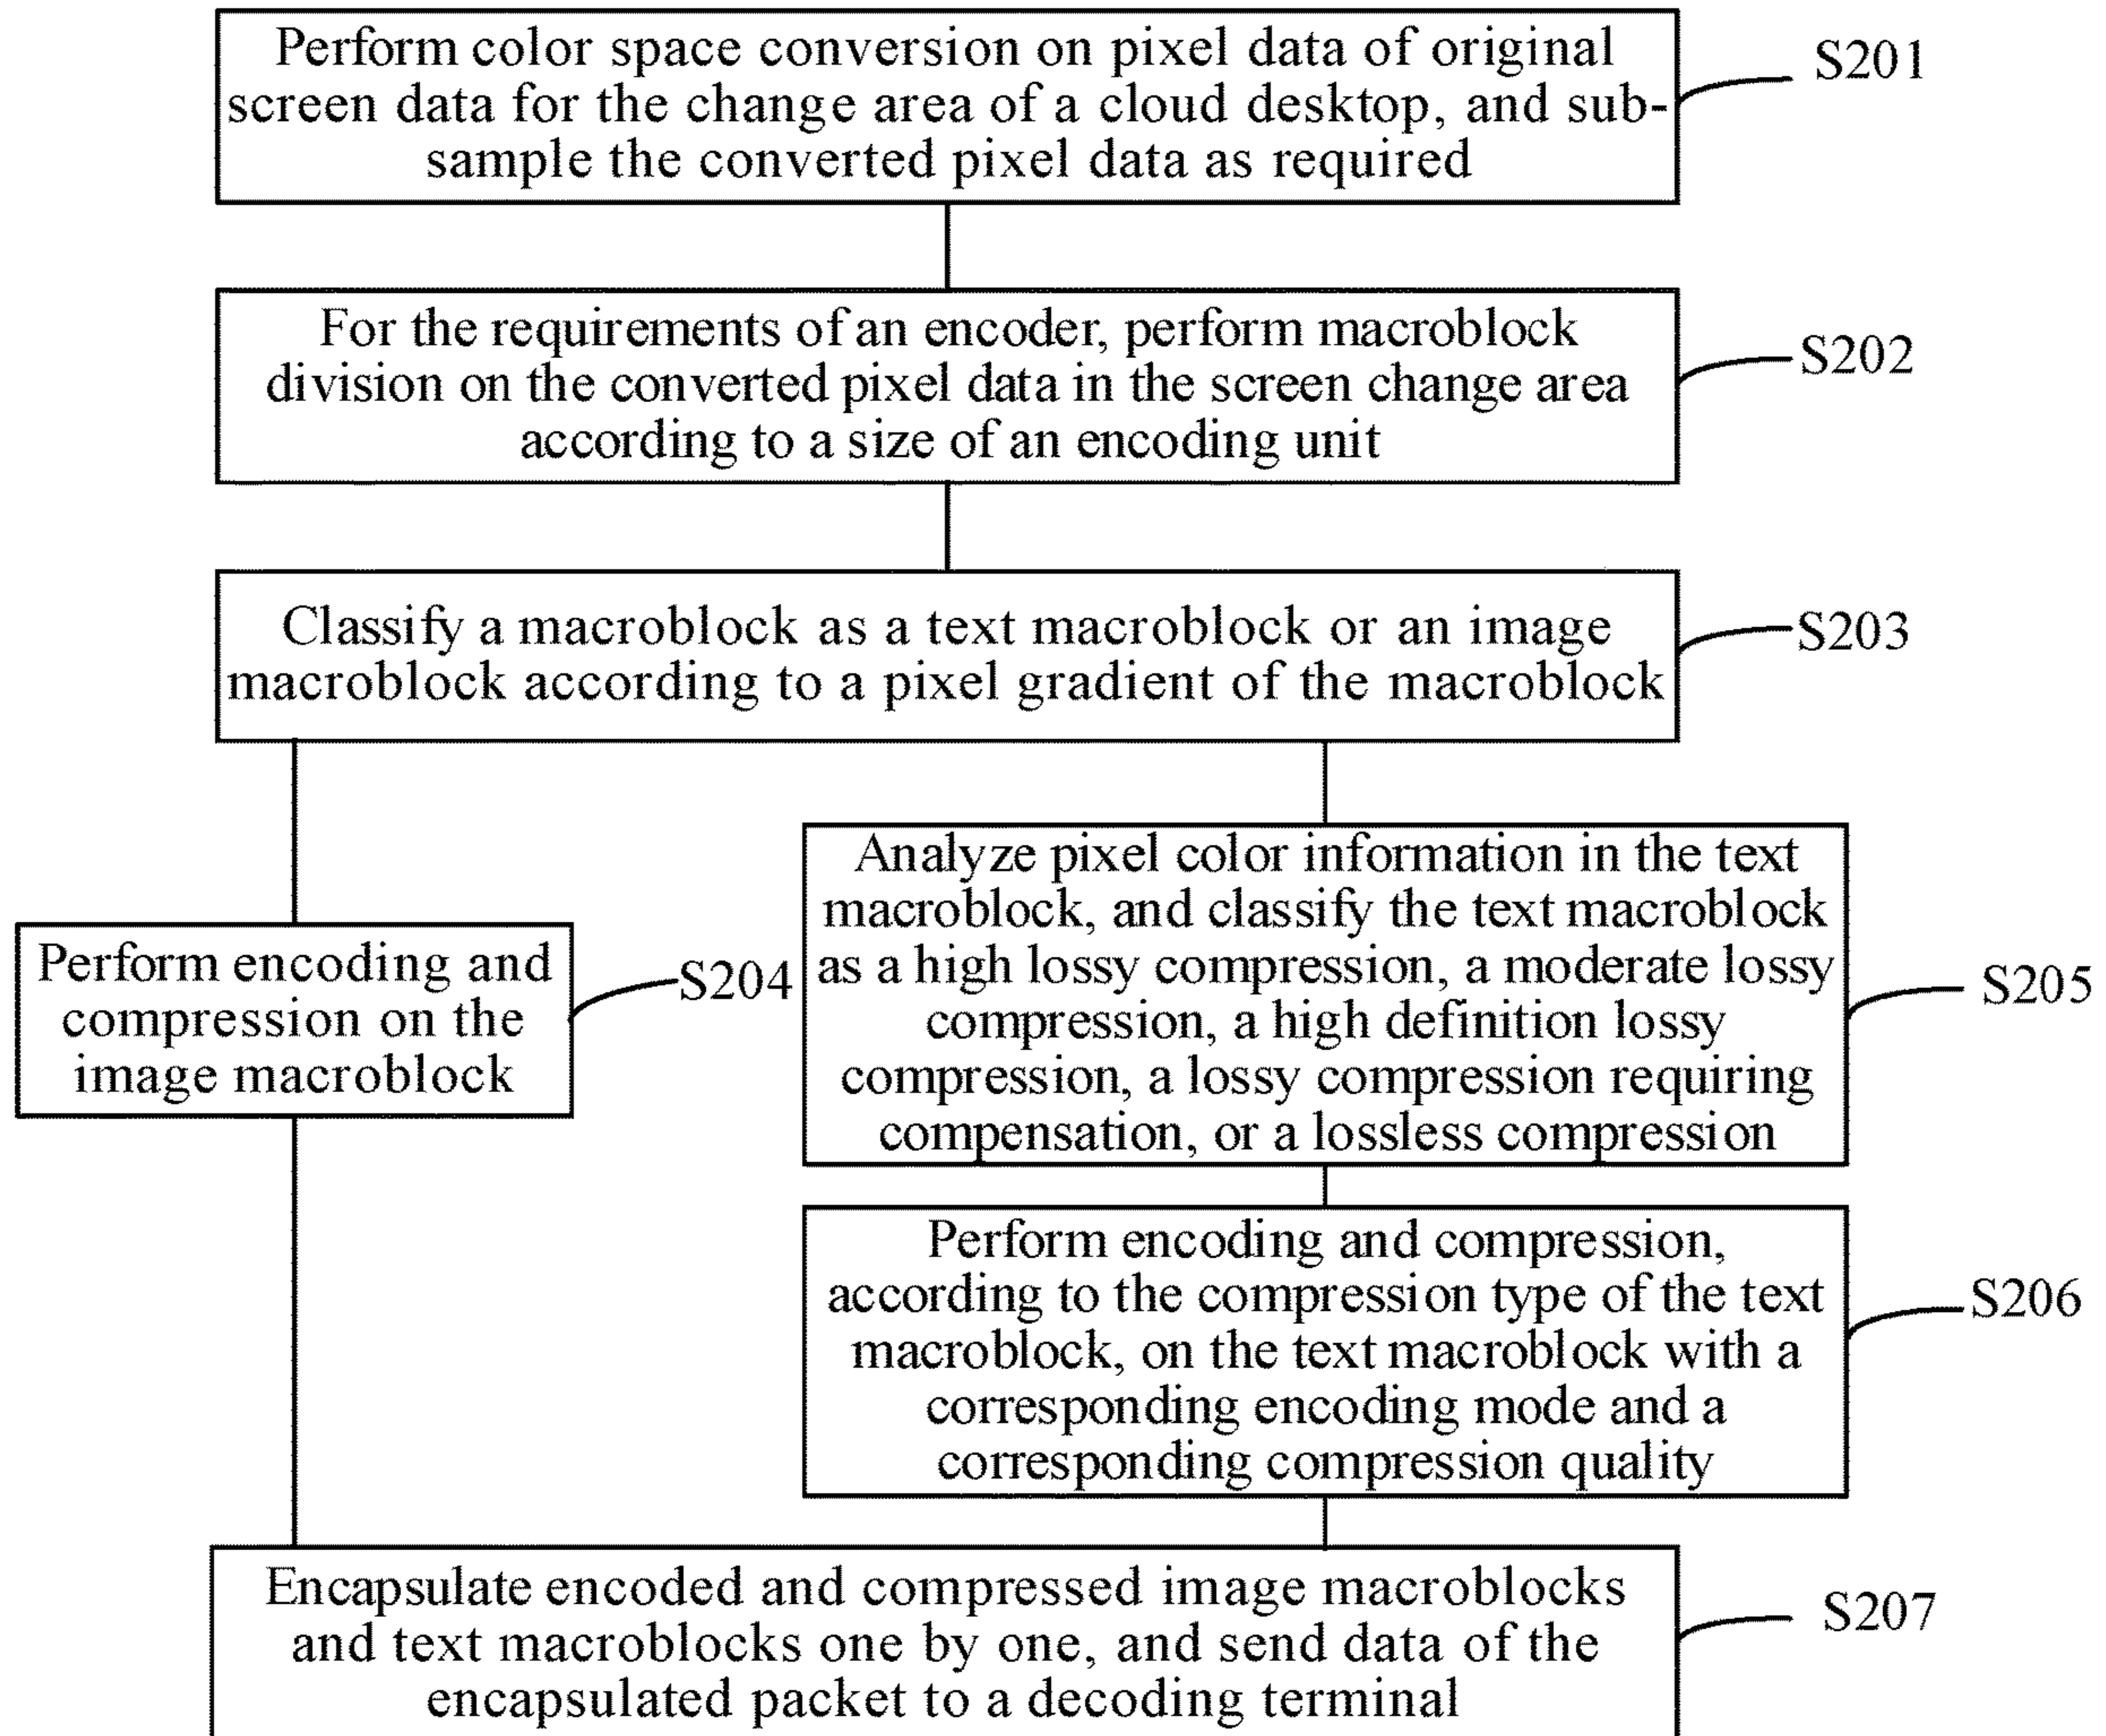 Perform color space conversion on pixel data of original
screen data for the change area of a cloud desktop, and sub-
sample the converted pixel data as required
S201
For the requirements of an encoder, perform macroblock
division on the converted pixel data in the screen change area
according to a size of an encoding unit
S202
Classify a macroblock as a text macroblock or an image
macroblock according to a pixel gradient of the macroblock
S203
Perform encoding and
compression on the
image macroblock
S204
Analyze pixel color information in the text
macroblock, and classify the text macroblock
as a high lossy compression, a moderate lossy
compression, a high definition lossy
compression, a lossy compression requiring
compensation, or a lossless compression
S205
Perform encoding and compression,
according to the compression type of the text
macroblock, on the text macroblock with a
corresponding encoding mode and a
corresponding compression quality
S206
Encapsulate encoded and compressed image macroblocks
and text macroblocks one by one, and send data of the
encapsulated packet to a decoding terminal
S207